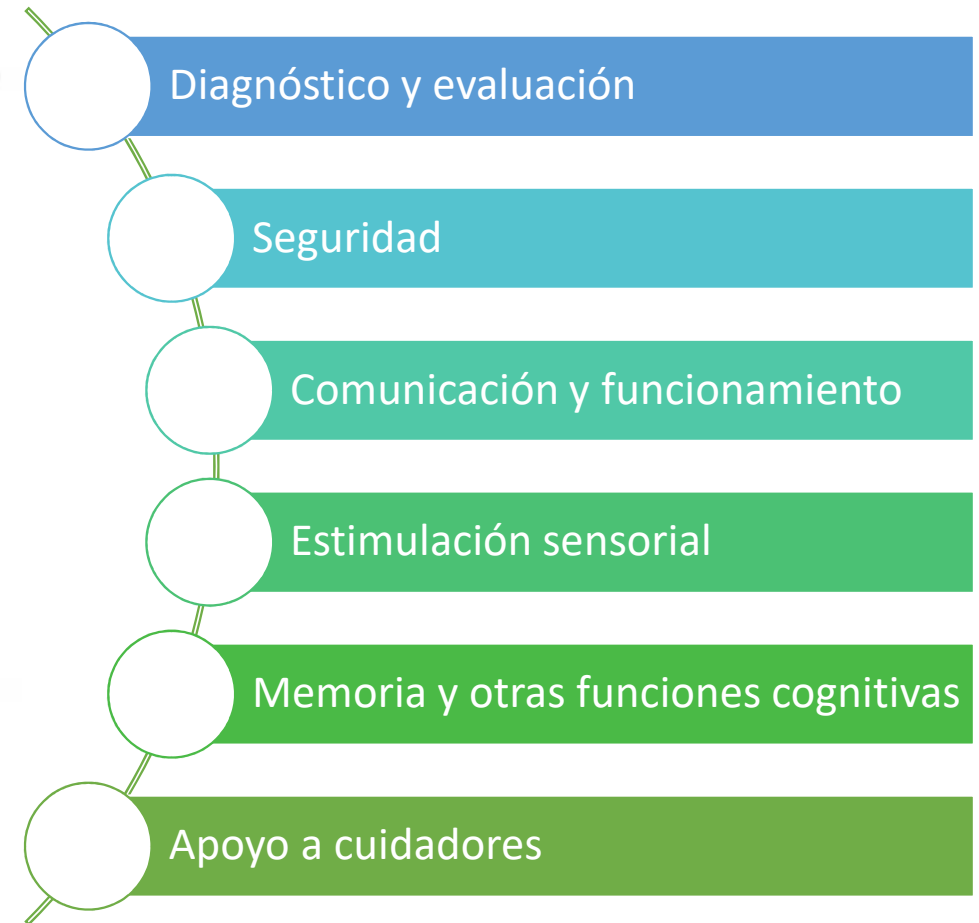 Diagnóstico y evaluación
Seguridad
Comunicación y funcionamiento
Estimulación sensorial
Memoria y otras funciones cognitivas
Apoyo a cuidadores